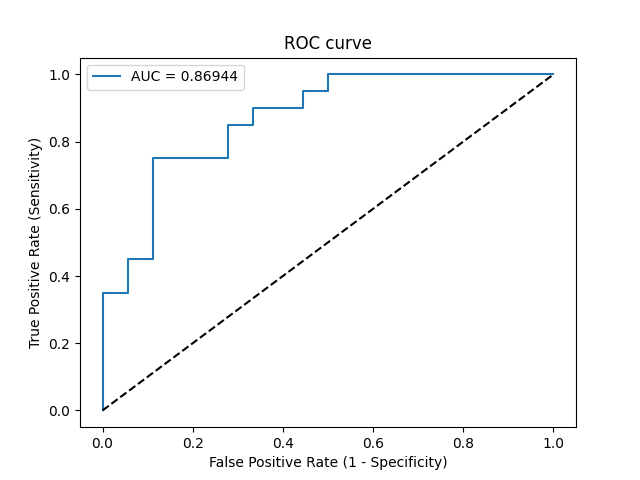 ROC curve
AUC = 0.86944
True Positive Rate (Sensitivity)
1.0
0.8
0.6
0.4
0.2
0.0
0.0 0.2 0.4 0.6 0.8 1.0
False Positive Rate (1 - Specificity)